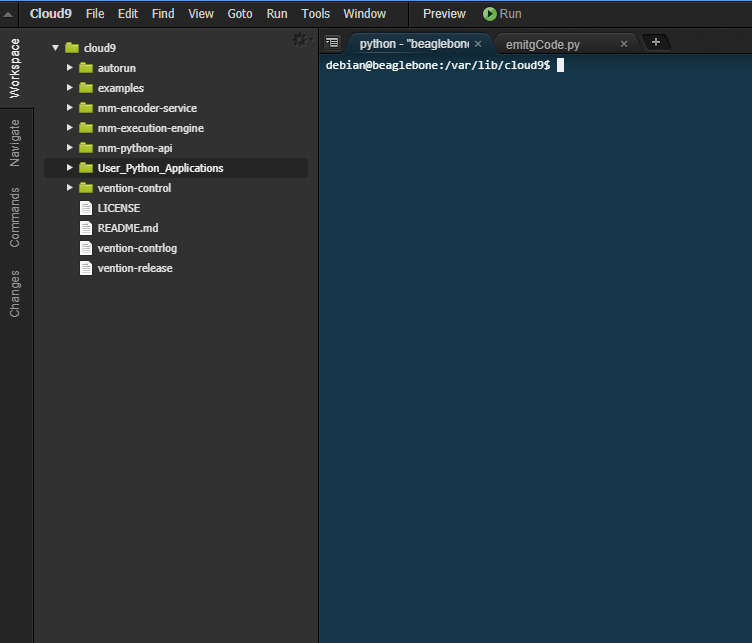 Cloud9 File Edit Find View Goto Run Tools Window Preview Run
python - "beaglebon × emitgCode.py × +
Workspace
Navigate
Commands
Changes
cloud9
autorun
examples
mm-encoder-service
mm-execution-engine
mm-python-api
User_Python_Applications
vention-control
LICENSE
README.md
vention-contrlog
vention-release
debian@beaglebone:/var/lib/cloud9$